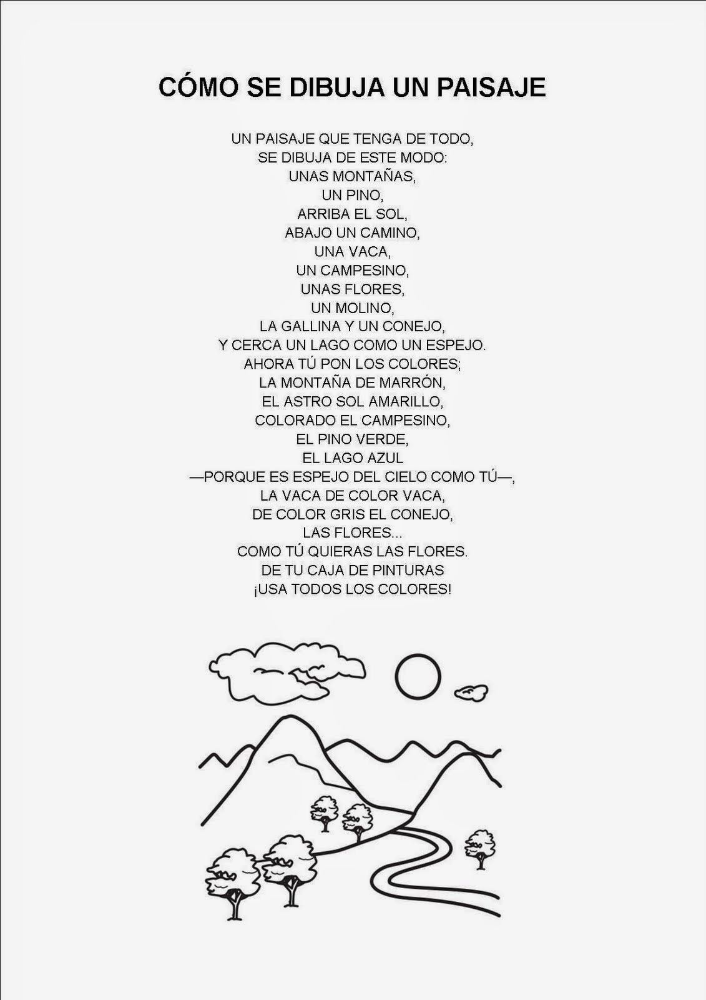 CÓMO SE DIBUJA UN PAISAJE
UN PAISAJE QUE TENGA DE TODO,
SE DIBUJA DE ESTE MODO:
UNAS MONTAÑAS,
UN PINO,
ARRIBA EL SOL,
ABAJO UN CAMINO,
UNA VACA,
UN CAMPESINO,
UNAS FLORES,
UN MOLINO,
LA GALLINA Y UN CONEJO,
Y CERCA UN LAGO COMO UN ESPEJO.
AHORA TÚ PON LOS COLORES;
LA MONTAÑA DE MARRÓN,
EL ASTRO SOL AMARILLO,
COLORADO EL CAMPESINO,
EL PINO VERDE,
EL LAGO AZUL
—PORQUE ES ESPEJO DEL CIELO COMO TÚ—,
LA VACA DE COLOR VACA,
DE COLOR GRIS EL CONEJO,
LAS FLORES...
COMO TÚ QUIERAS LAS FLORES.
DE TU CAJA DE PINTURAS
¡USA TODOS LOS COLORES!